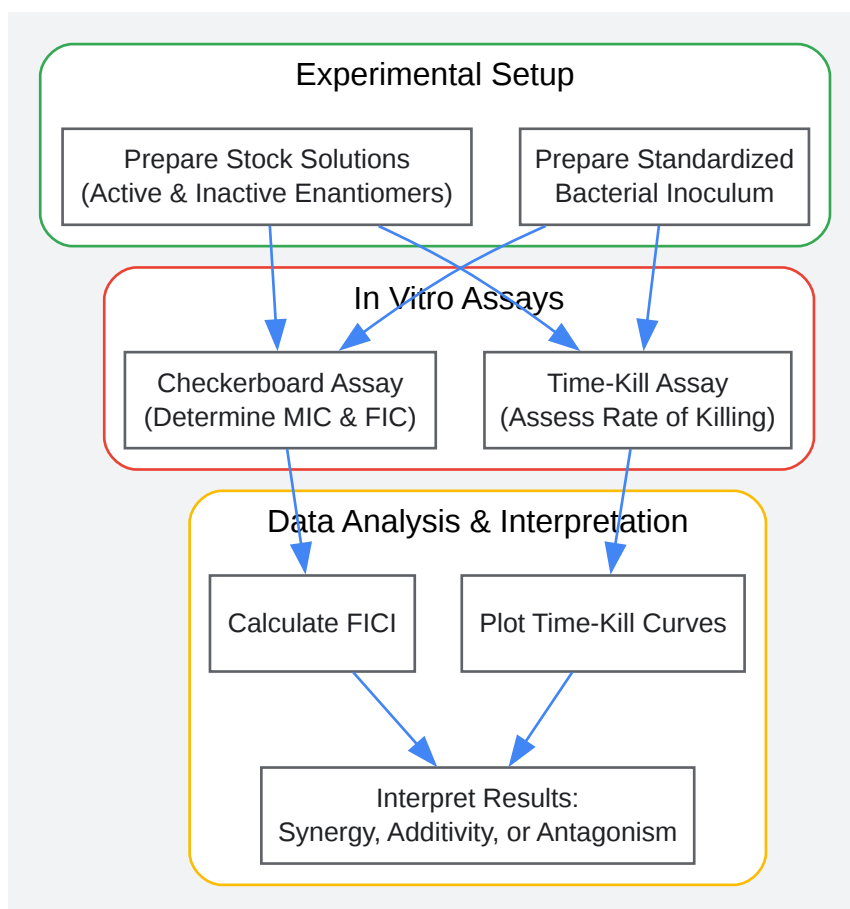 Experimental Setup
Prepare Stock Solutions
(Active & Inactive Enantiomers)
Prepare Standardized
Bacterial Inoculum
In Vitro Assays
Checkerboard Assay
(Determine MIC & FIC)
Time-Kill Assay
(Assess Rate of Killing)
Data Analysis & Interpretation
Calculate FICI
Plot Time-Kill Curves
Interpret Results:
Synergy, Additivity, or Antagonism